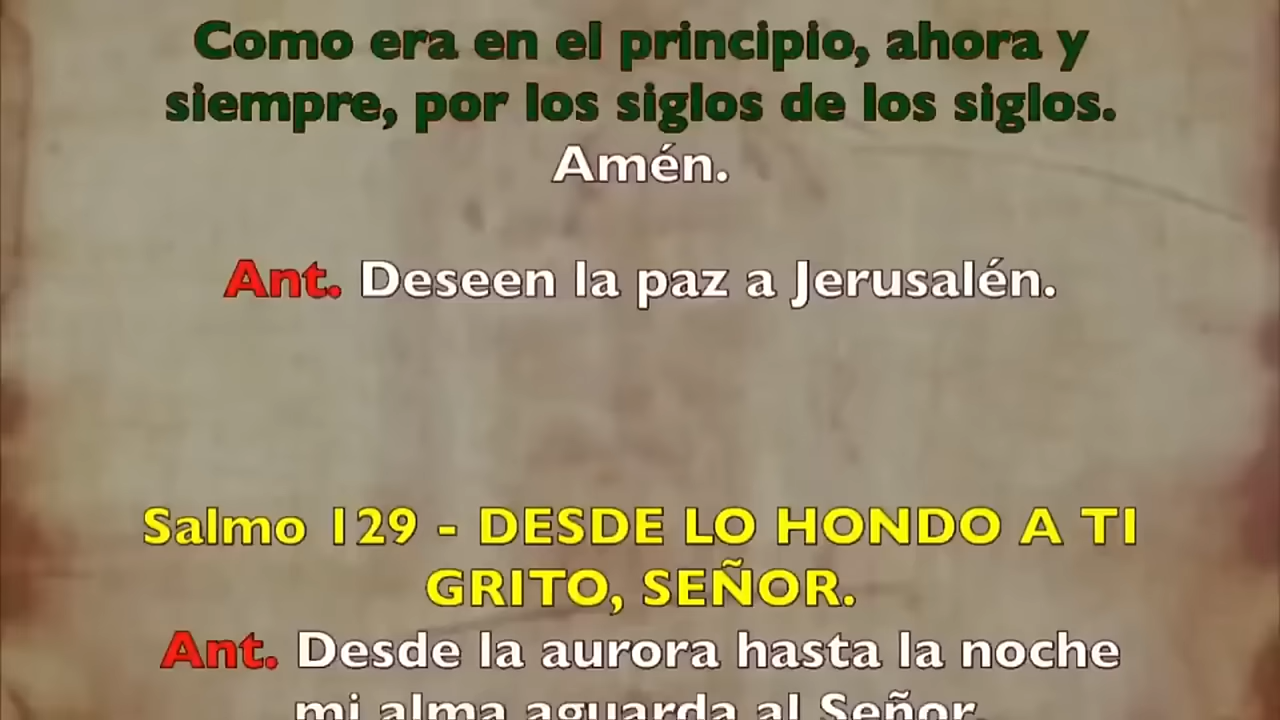 Como era en el principio, ahora y
siempre, por los siglos de los siglos.
Amén.
Ant. Deseen la paz a Jerusalén.
Salmo 129 - DESDE LO HONDO A TI
GRITO, SEÑOR.
Ant. Desde la aurora hasta la noche
mi alma aguarda al Señor.